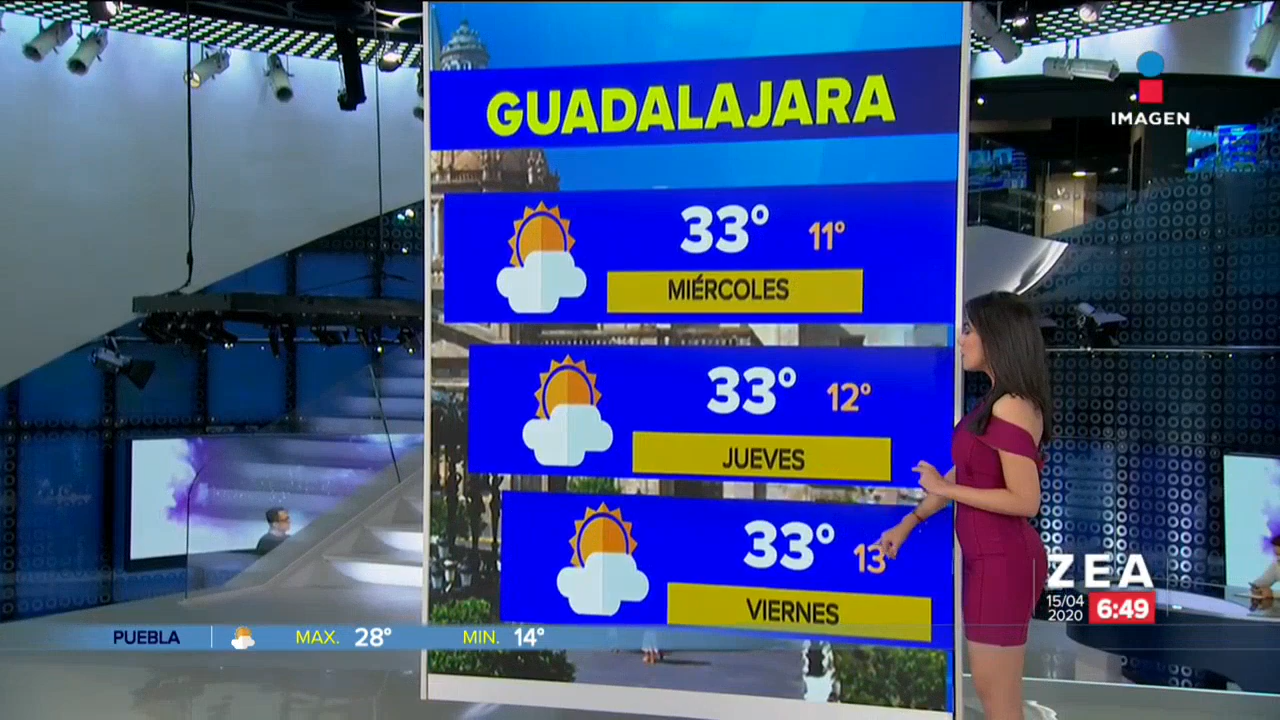 GUADALAJARA
IMAGEN
33° 11°
MIÉRCOLES
33° 12°
JUEVES
33° 13
VIERNES
ZEA
15/04
2020
6:49
PUEBLA MAX. 28° MIN. 14°